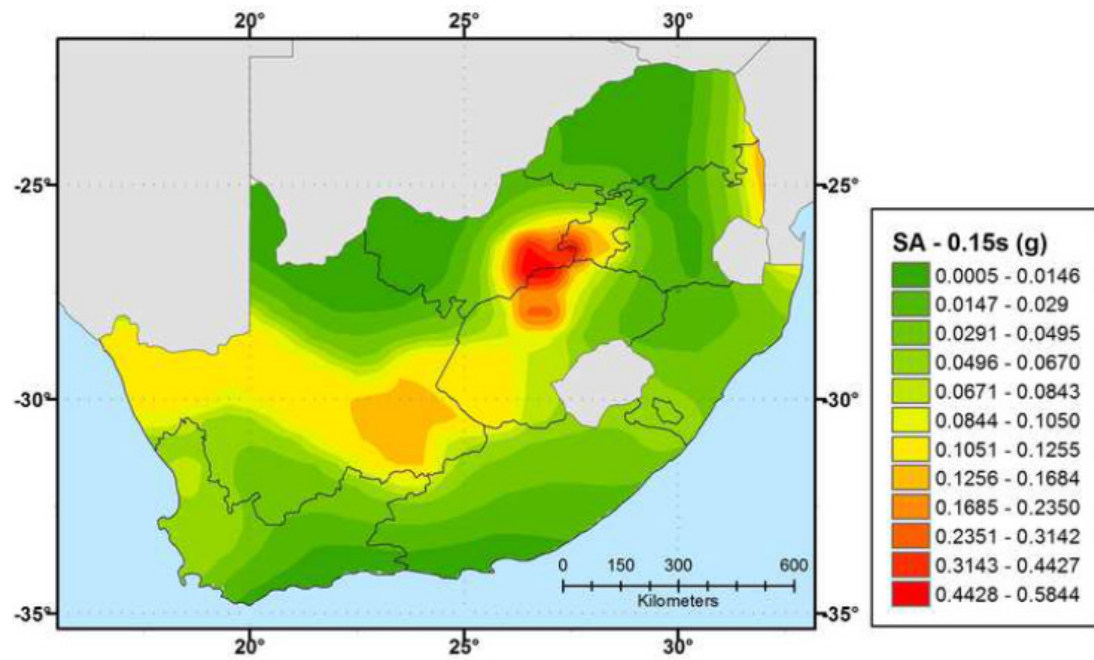 20° 25° 30°
-25° -25°
-30° -30°
-35° -35°
0 150 300 600
Kilometers
20° 25° 30°
SA - 0.15s (g)
0.0005 - 0.0146
0.0147 - 0.029
0.0291 - 0.0495
0.0496 - 0.0670
0.0671 - 0.0843
0.0844 - 0.1050
0.1051 - 0.1255
0.1256 - 0.1684
0.1685 - 0.2350
0.2351 - 0.3142
0.3143 - 0.4427
0.4428 - 0.5844